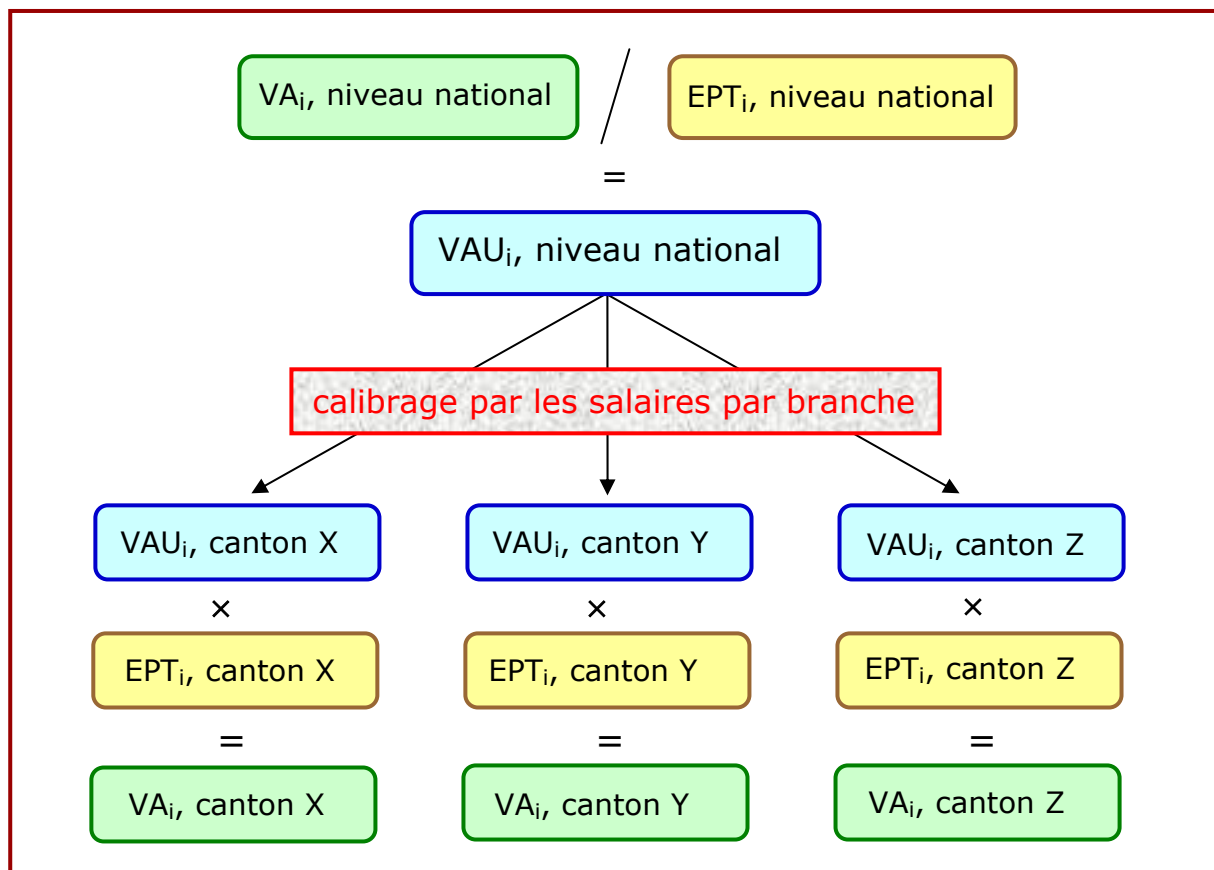 VAi, niveau national / EPTi, niveau national
=
VAUi, niveau national
calibrage par les salaires par branche
VAUi, canton X VAUi, canton Y VAUi, canton Z
× × ×
EPTi, canton X EPTi, canton Y EPTi, canton Z
= = =
VAi, canton X VAi, canton Y VAi, canton Z